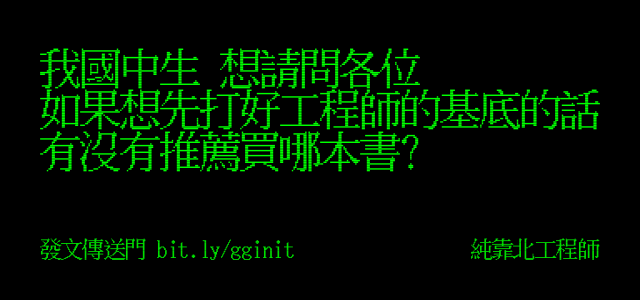 我國中生 想請問各位
如果想先打好工程師的基底的話
有沒有推薦買哪本書?
發文傳送門 bit.ly/gginit
純靠北工程師